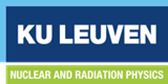 KU LEUVEN
NUCLEAR AND RADIATION PHYSICS